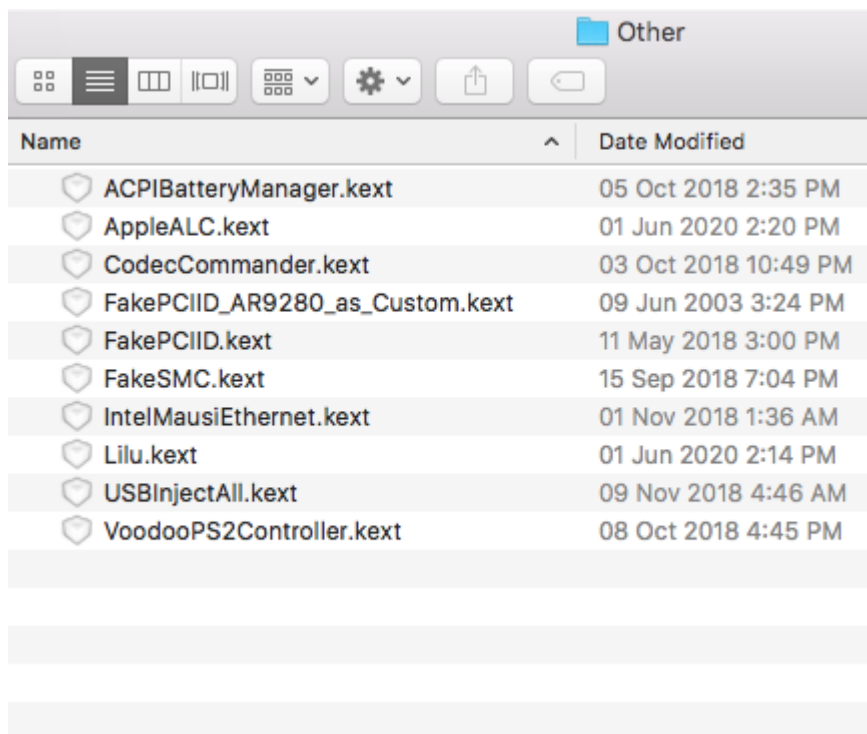 Other
Name Date Modified
ACPIBatteryManager.kext 05 Oct 2018 2:35 PM
AppleALC.kext 01 Jun 2020 2:20 PM
CodecCommander.kext 03 Oct 2018 10:49 PM
FakePCIID_AR9280_as_Custom.kext 09 Jun 2003 3:24 PM
FakePCIID.kext 11 May 2018 3:00 PM
FakeSMC.kext 15 Sep 2018 7:04 PM
IntelMausiEthernet.kext 01 Nov 2018 1:36 AM
Lilu.kext 01 Jun 2020 2:14 PM
USBInjectAll.kext 09 Nov 2018 4:46 AM
VoodooPS2Controller.kext 08 Oct 2018 4:45 PM